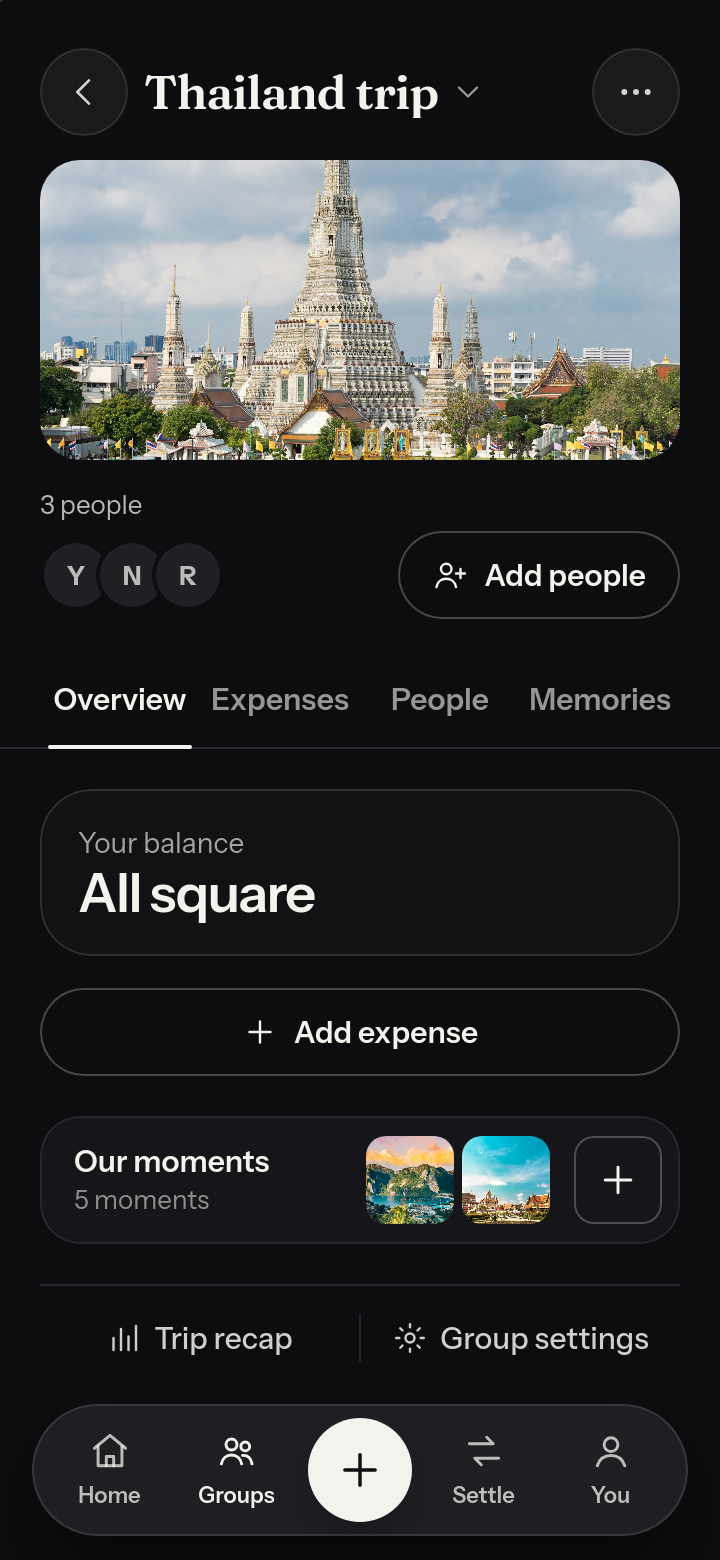 Thailand trip
3 people
Y N R
Add people
Overview Expenses People Memories
Your balance
All square
Add expense
Our moments
5 moments
Trip recap
Group settings
Home Groups Settle You